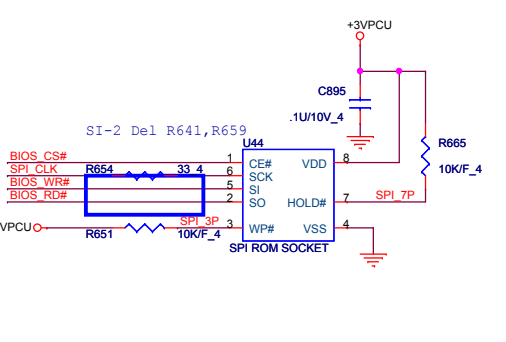 +3VPCU
C895
.1U/10V_4
SI-2 Del R641,R659
U44
R665
10K/F_4
BIOS_CS#
1
CE#
VDD
8
SPI_CLK
R654
33_4
6
SCK
BIOS_WR#
5
SI
BIOS_RD#
2
SO
HOLD#
7
SPI_7P
VPCU
R651
SPI_3P
10K/F_4
3
WP#
VSS
4
SPI ROM SOCKET